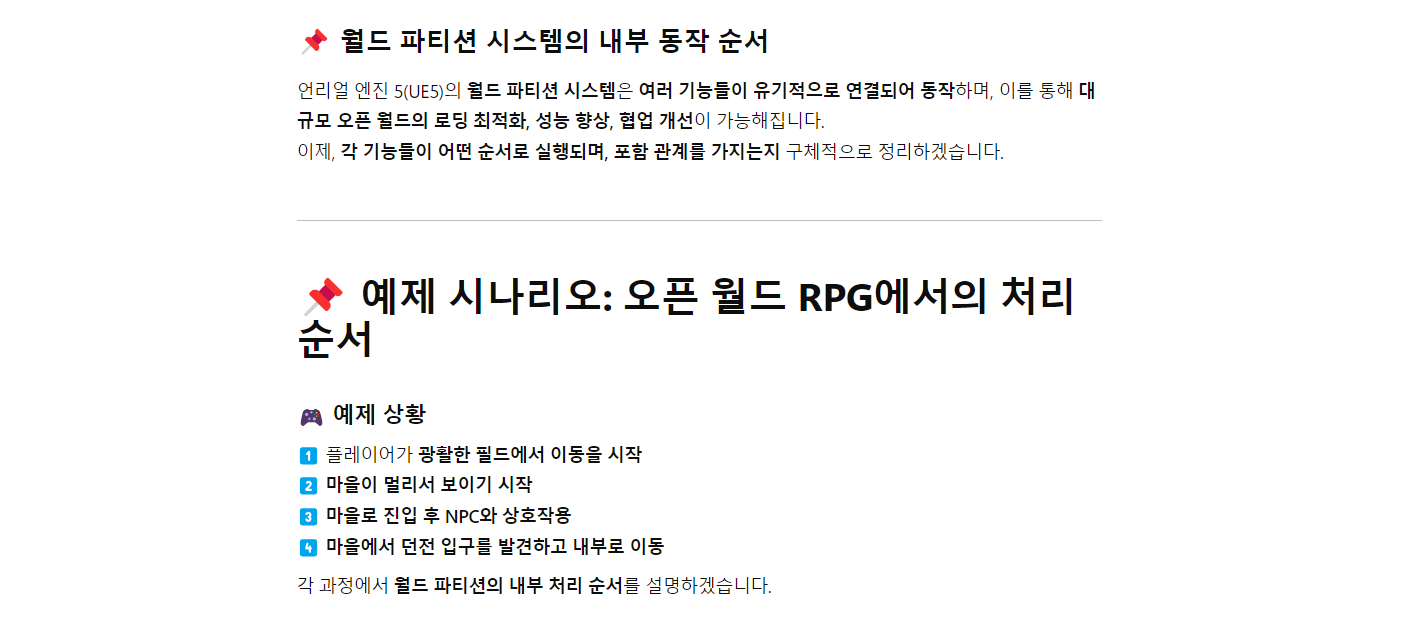 📌 월드 파티션 시스템의 내부 동작 순서
언리얼 엔진 5(UE5)의 월드 파티션 시스템은 여러 기능들이 유기적으로 연결되어 동작하며, 이를 통해 대
규모 오픈 월드의 로딩 최적화, 성능 향상, 협업 개선이 가능해집니다.
이제, 각 기능들이 어떤 순서로 실행되며, 포함 관계를 가지는지 구체적으로 정리하겠습니다.
📌 예제 시나리오: 오픈 월드 RPG에서의 처리
순서
🎮 예제 상황
1️⃣ 플레이어가 광활한 필드에서 이동을 시작
2️⃣ 마을이 멀리서 보이기 시작
3️⃣ 마을로 진입 후 NPC와 상호작용
4️⃣ 마을에서 던전 입구를 발견하고 내부로 이동
각 과정에서 월드 파티션의 내부 처리 순서를 설명하겠습니다.